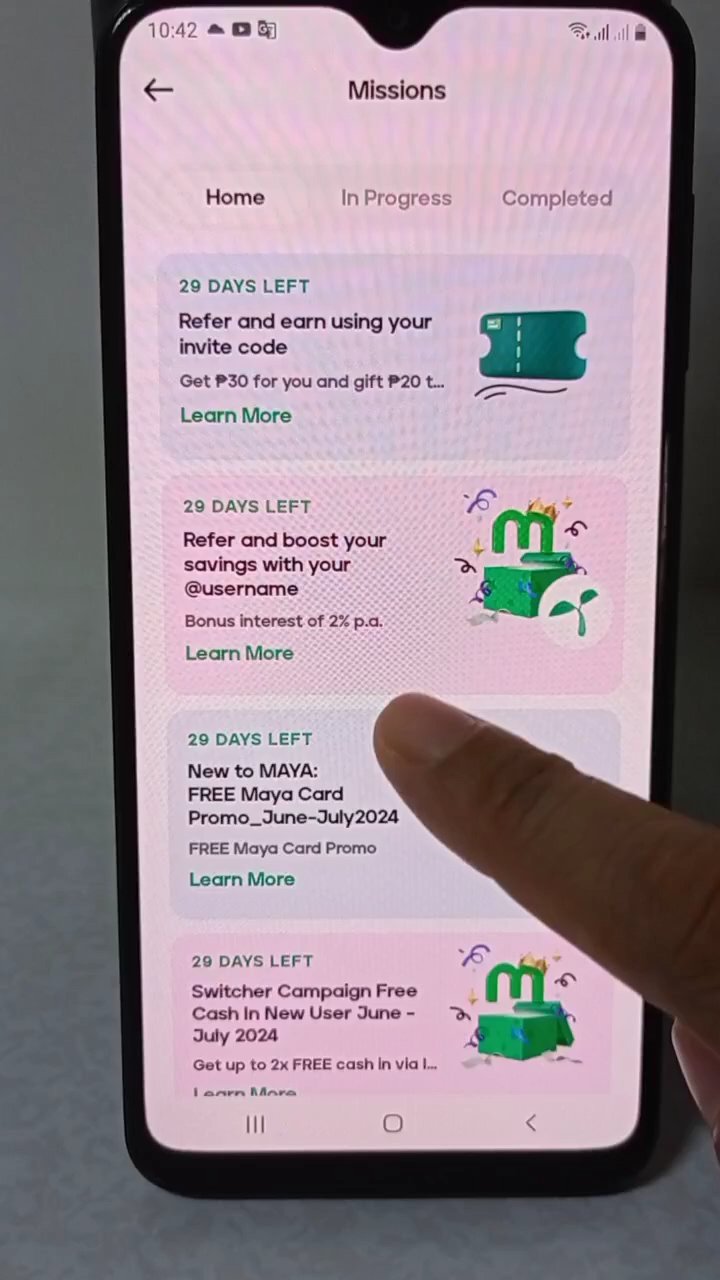 10:42
Missions
Home In Progress Completed
29 DAYS LEFT
Refer and earn using your
invite code
Get ₱30 for you and gift ₱20 t...
Learn More
29 DAYS LEFT
Refer and boost your
savings with your
@username
Bonus interest of 2% p.a.
Learn More
29 DAYS LEFT
New to MAYA:
FREE Maya Card
Promo_June-July2024
FREE Maya Card Promo
Learn More
29 DAYS LEFT
Switcher Campaign Free
Cash In New User June -
July 2024
Get up to 2x FREE cash in via I...
Learn More